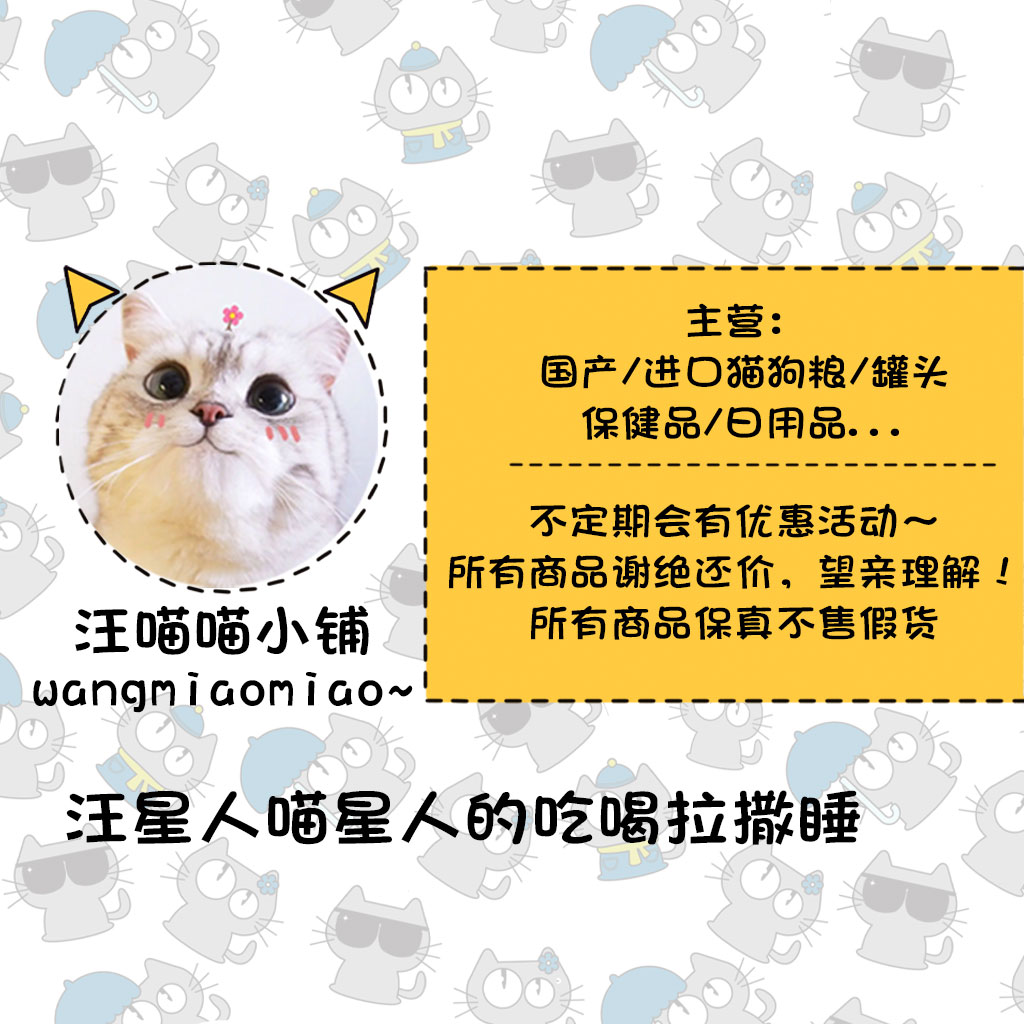 汪喵喵小铺
wangmiaomiao~
主营：
国产/进口猫狗粮/罐头
保健品/日用品...
不定期会有优惠活动～
所有商品谢绝还价，望亲理解！
所有商品保真不售假货
汪星人喵星人的吃喝拉撒睡